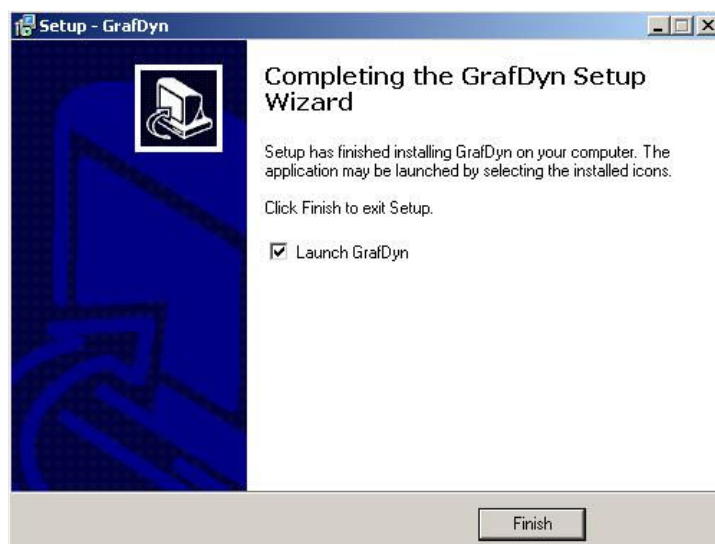 Setup - GrafDyn
Completing the GrafDyn Setup
Wizard
Setup has finished installing GrafDyn on your computer. The
application may be launched by selecting the installed icons.
Click Finish to exit Setup.
Launch GrafDyn
Finish